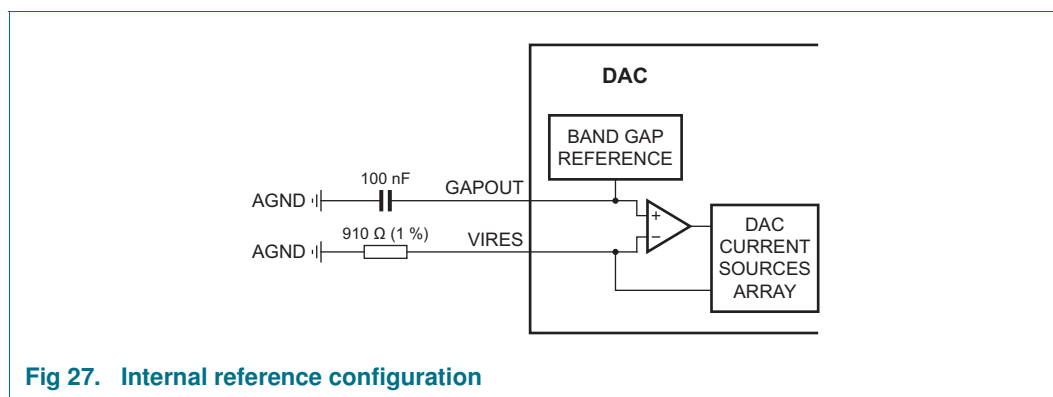 DAC
BAND GAP
REFERENCE
100 nF
GAPOUT
AGND
+
910 Ω (1 %)
VIRES
AGND
−
DAC
CURRENT
SOURCES
ARRAY
Fig 27. Internal reference configuration